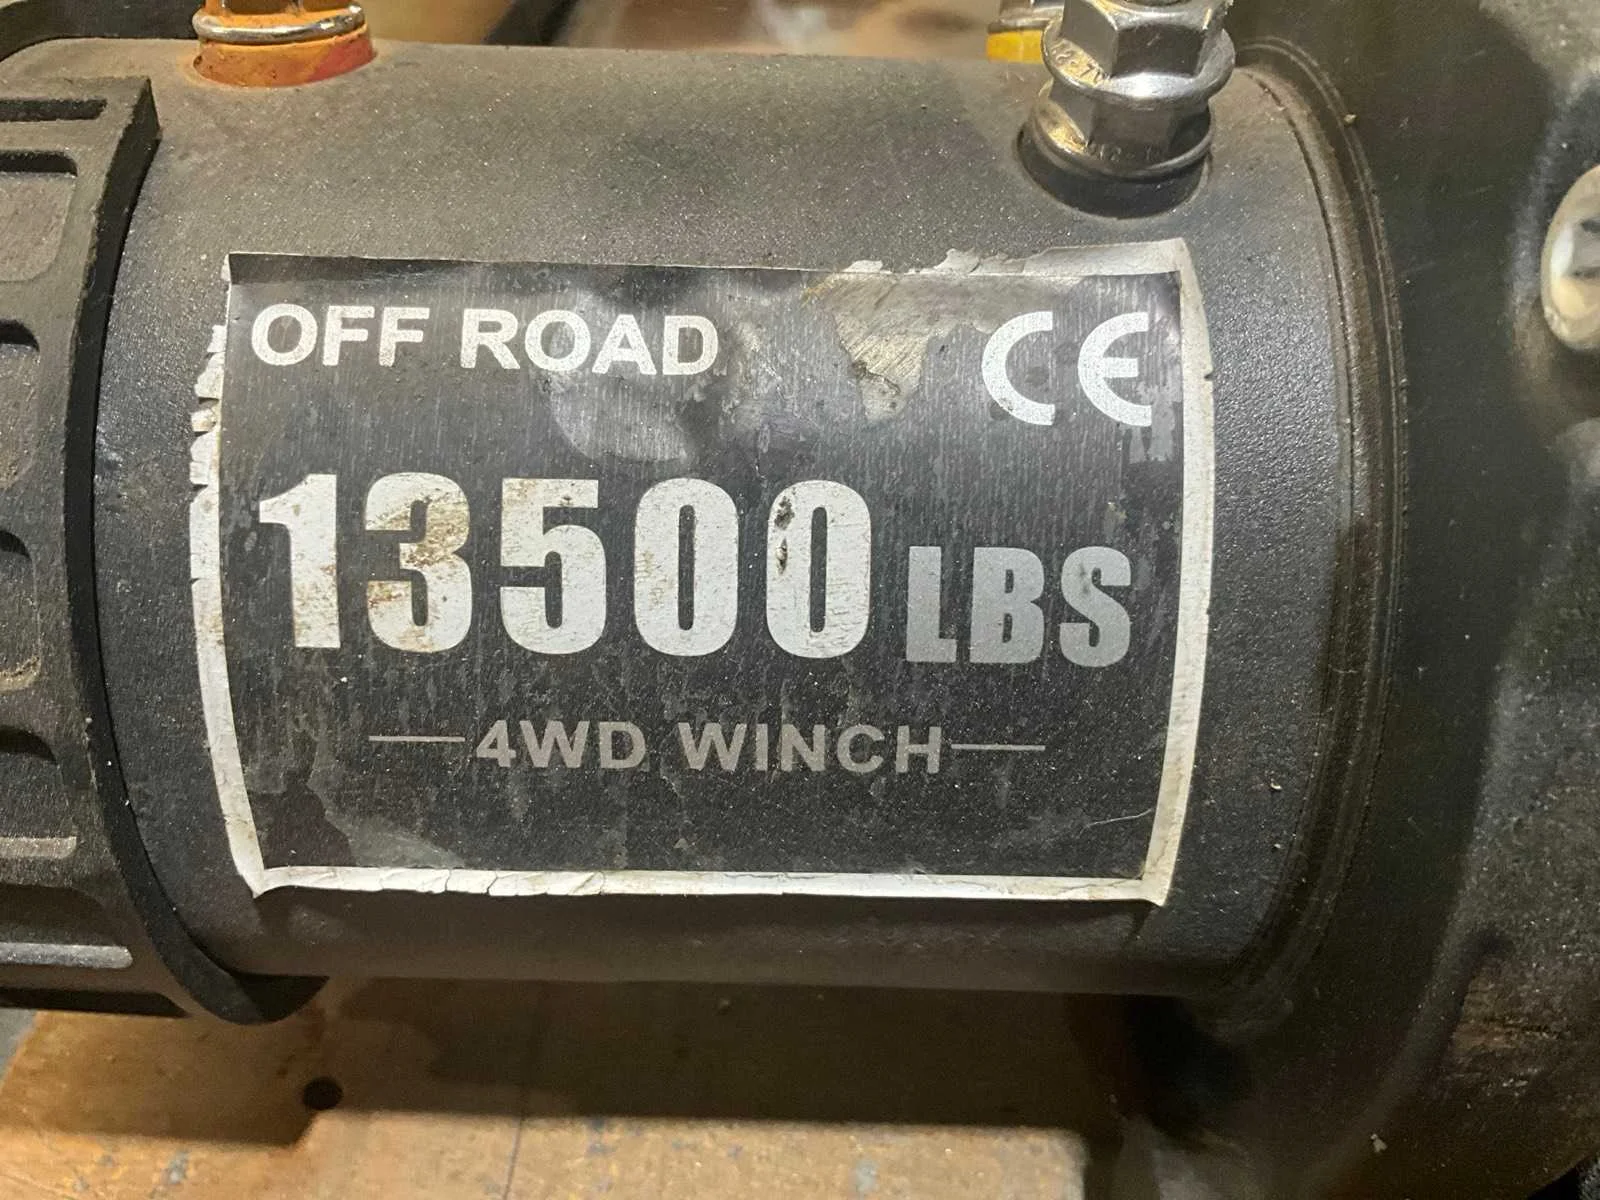 OFF ROAD CE
13500 LBS
4WD WINCH